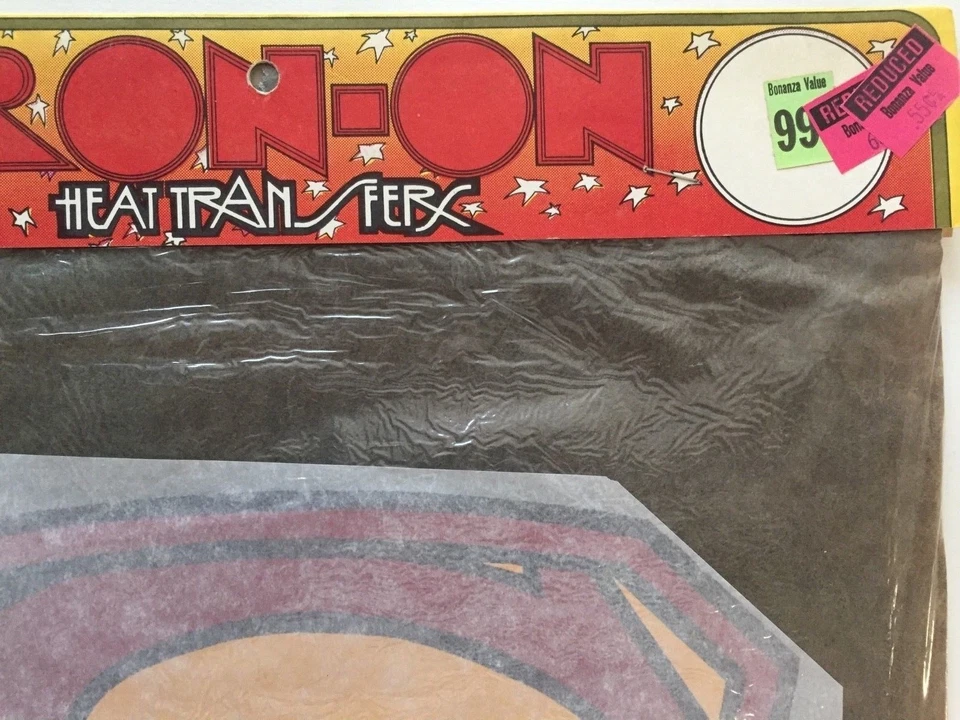 RON-ON
HEAT TRANSFERS
Bonanza Value
99
REDUCED
Bonanza Value
55¢